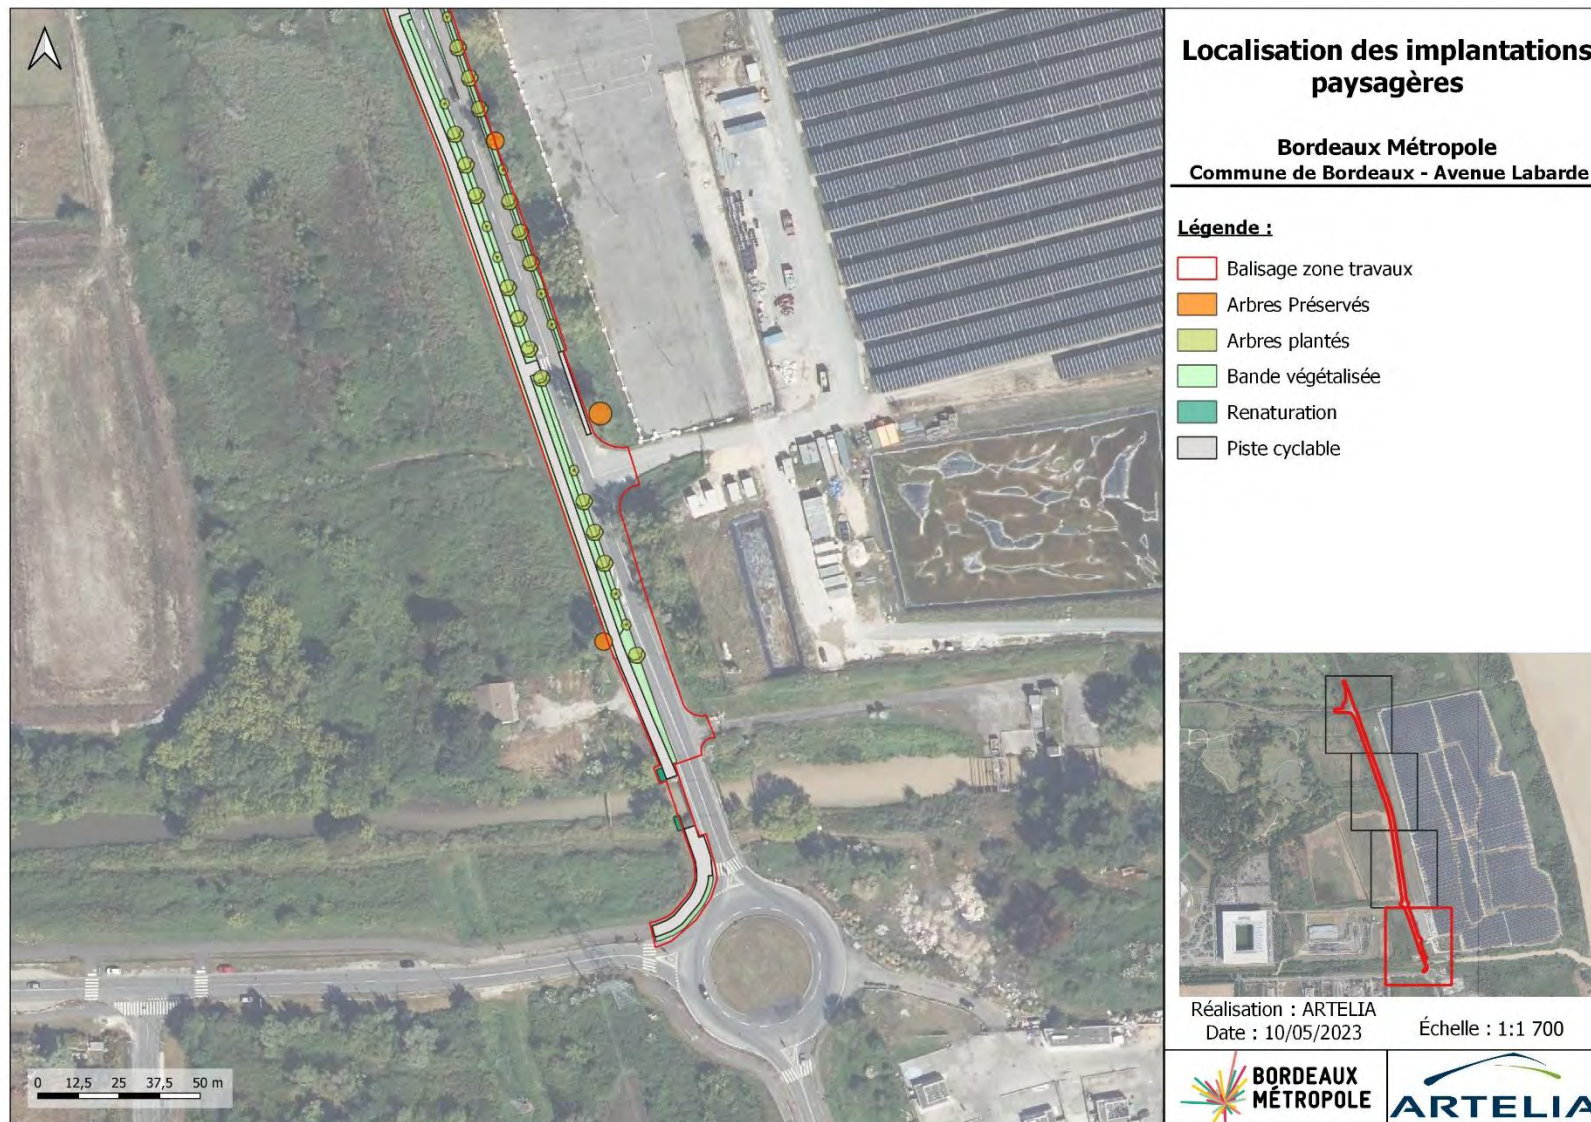 Localisation des implantations
paysagères
Bordeaux Métropole
Commune de Bordeaux - Avenue Labarde
Légende :
Balisage zone travaux
Arbres Préservés
Arbres plantés
Bande végétalisée
Renaturation
Piste cyclable
0 12,5 25 37,5 50 m
Réalisation : ARTELIA
Date : 10/05/2023
Échelle : 1:1 700
BORDEAUX
MÉTROPOLE
ARTELIA